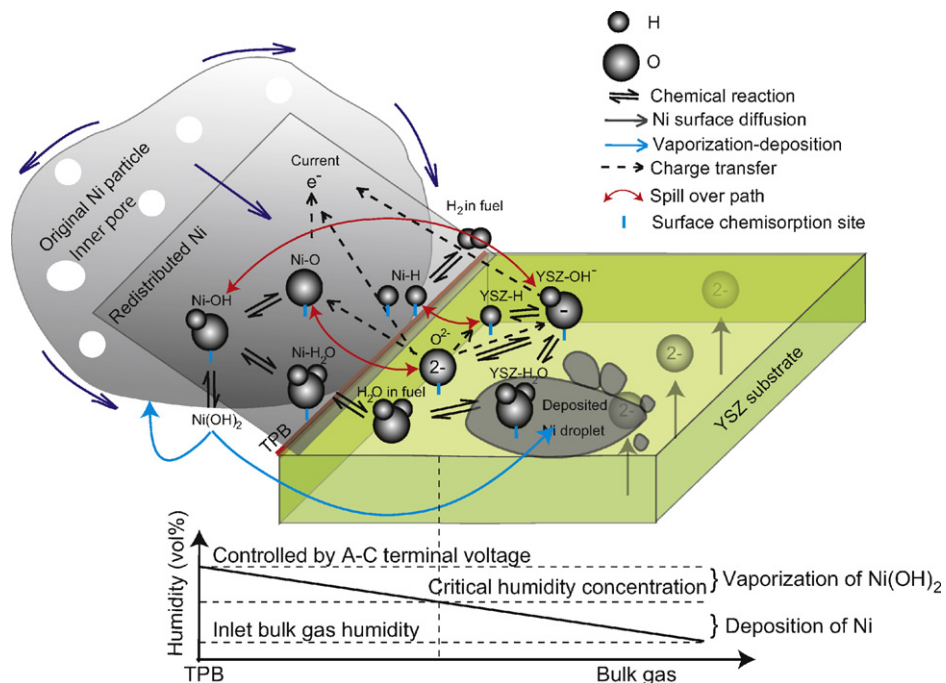 H
O
Chemical reaction
Ni surface diffusion
Vaporization-deposition
Charge transfer
Spill over path
Surface chemisorption site
Original Ni particle
Inner pore
Redistributed Ni
Current
e⁻
H₂ in fuel
Ni-O
Ni-H
YSZ-H
YSZ-OH⁻
-
Ni-OH
O²⁻
2-
2-
2-
2-
Ni-H₂O
H₂O in fuel
YSZ-H₂O
Deposited
Ni droplet
Ni(OH)₂
TPB
YSZ substrate
Humidity (vol%)
Controlled by A-C terminal voltage
Critical humidity concentration
Vaporization of Ni(OH)₂
Inlet bulk gas humidity
Deposition of Ni
TPB
Bulk gas